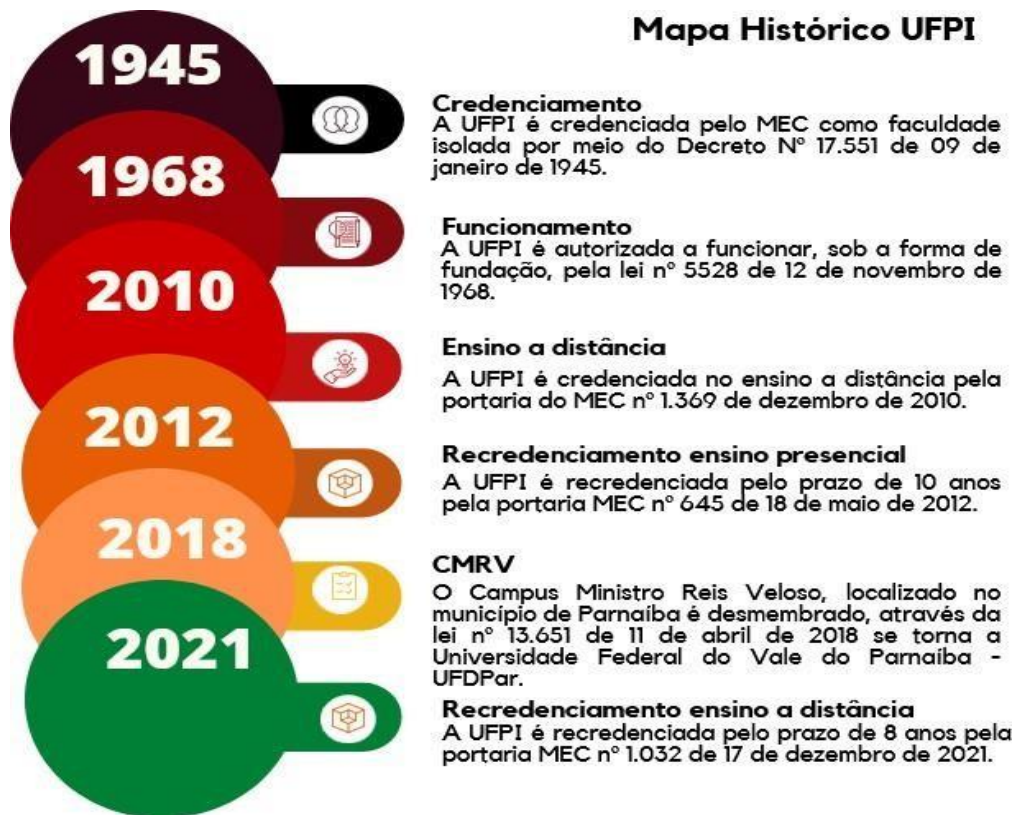 Mapa Histórico UFPI
1945
Credenciamento
A UFPI é credenciada pelo MEC como faculdade
isolada por meio do Decreto Nº 17.551 de 09 de
janeiro de 1945.
1968
Funcionamento
A UFPI é autorizada a funcionar, sob a forma de
fundação, pela lei nº 5528 de 12 de novembro de
1968.
2010
Ensino a distância
A UFPI é credenciada no ensino a distância pela
portaria do MEC nº 1.369 de dezembro de 2010.
2012
Recredenciamento ensino presencial
A UFPI é recredenciada pelo prazo de 10 anos
pela portaria MEC nº 645 de 18 de maio de 2012.
2018
CMRV
O Campus Ministro Reis Veloso, localizado no
município de Parnaíba é desmembrado, através da
lei nº 13.651 de 11 de abril de 2018 se torna a
Universidade Federal do Vale do Parnaíba -
UFDPar.
2021
Recredenciamento ensino a distância
A UFPI é recredenciada pelo prazo de 8 anos pela
portaria MEC nº 1.032 de 17 de dezembro de 2021.